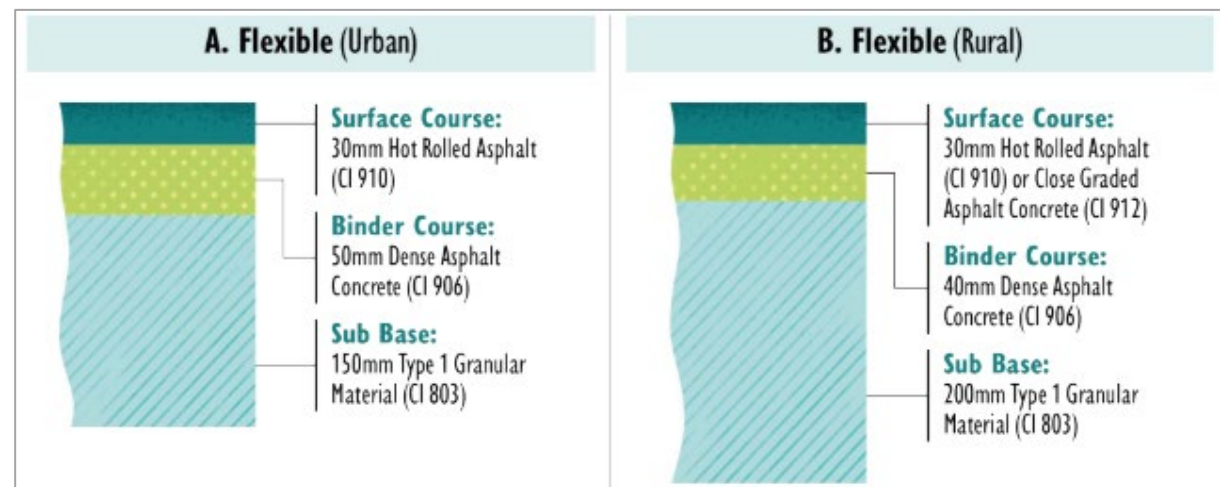 A. Flexible (Urban)
Surface Course:
30mm Hot Rolled Asphalt
(Cl 910)
Binder Course:
50mm Dense Asphalt
Concrete (Cl 906)
Sub Base:
150mm Type 1 Granular
Material (Cl 803)
B. Flexible (Rural)
Surface Course:
30mm Hot Rolled Asphalt
(Cl 910) or Close Graded
Asphalt Concrete (Cl 912)
Binder Course:
40mm Dense Asphalt
Concrete (Cl 906)
Sub Base:
200mm Type 1 Granular
Material (Cl 803)